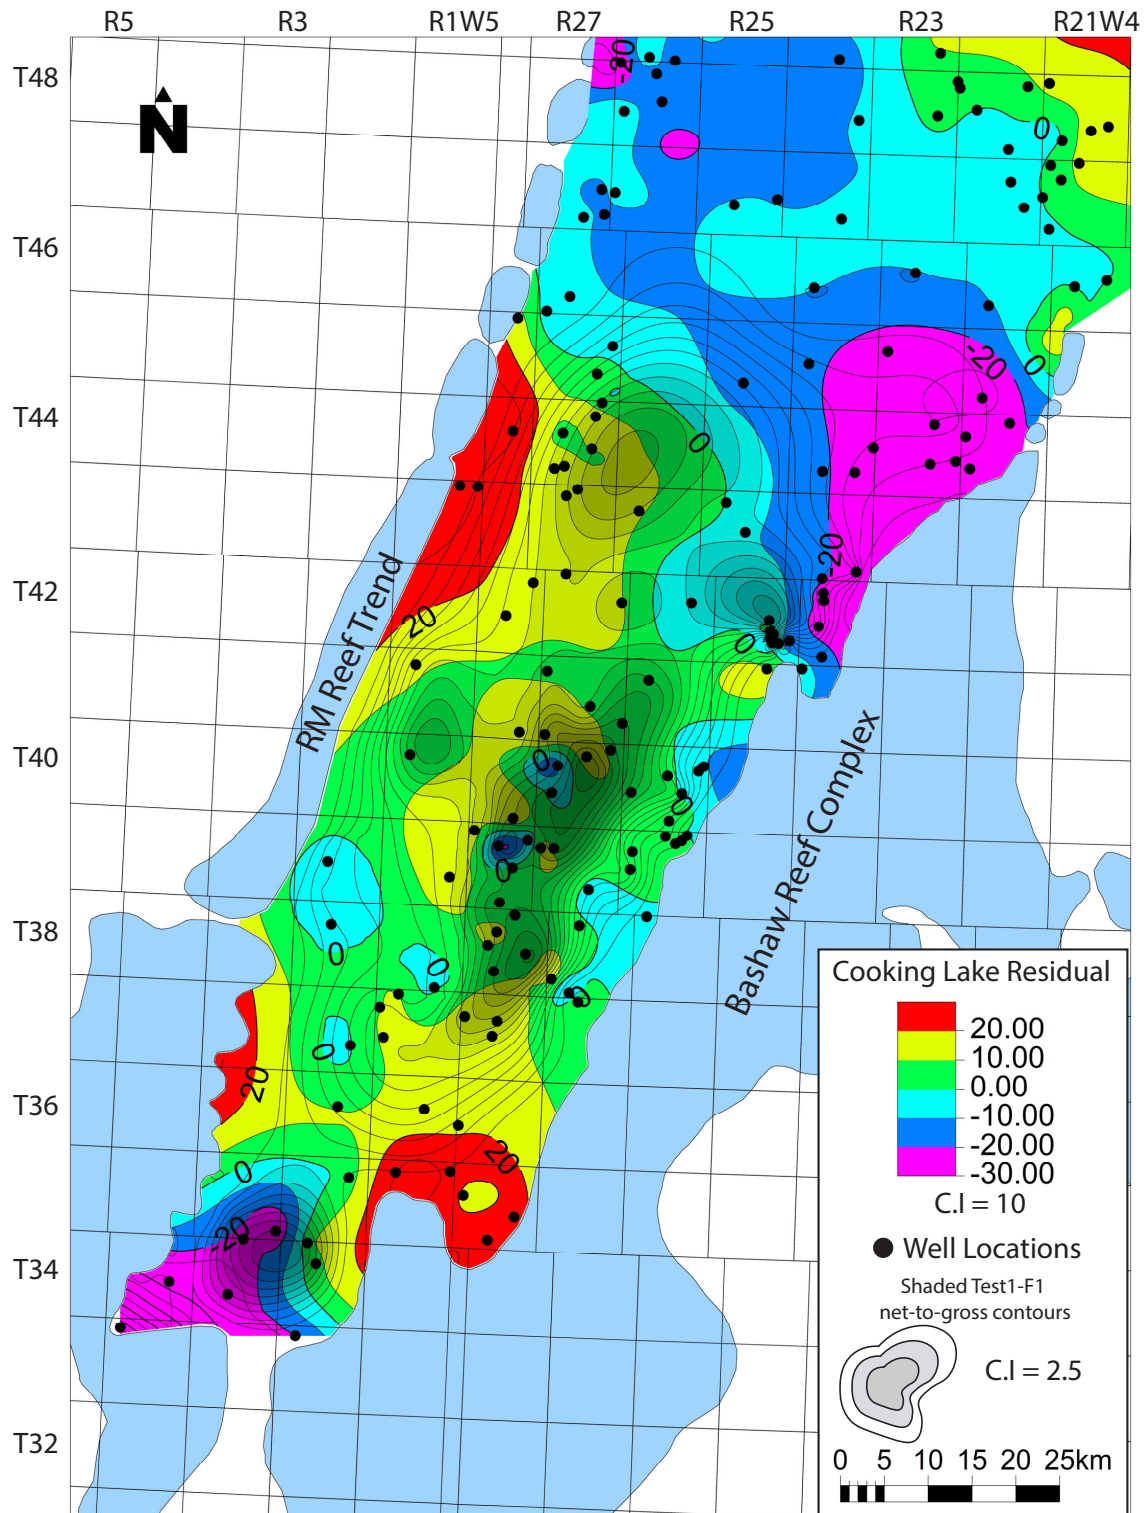 R5 R3 R1W5 R27 R25 R23 R21W4
T48
N
-20
0
T46
-20
0
T44
0
-20
T42
20
0
RM Reef Trend
T40
0
0
Bashaw Reef Complex
0
T38
0
0
0
0
T36
20
20
0
-20
T34
T32
Cooking Lake Residual
20.00
10.00
0.00
-10.00
-20.00
-30.00
C.I = 10
Well Locations
Shaded Test1-F1
net-to-gross contours
C.I = 2.5
0 5 10 15 20 25km